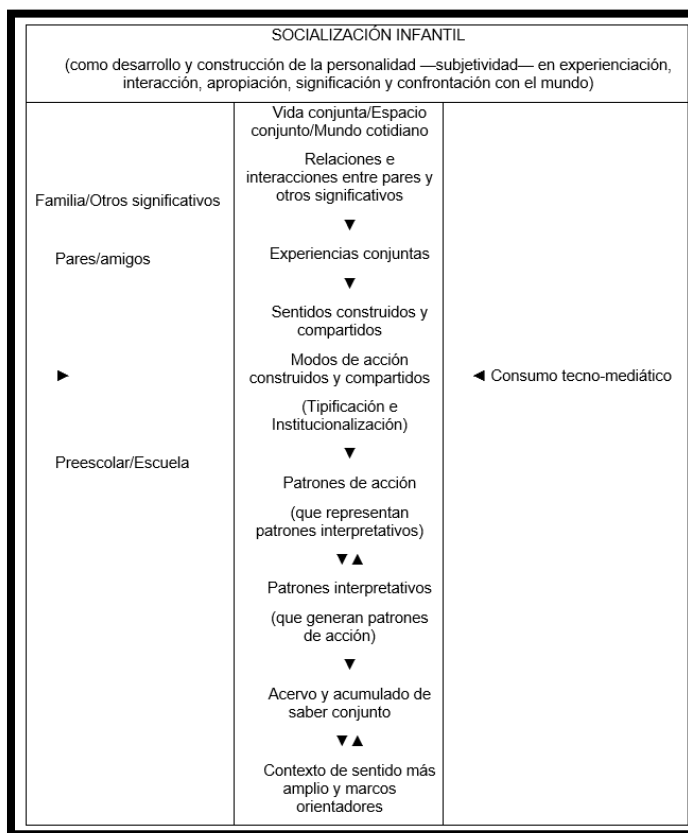 SOCIALIZACIÓN INFANTIL
(como desarrollo y construcción de la personalidad —subjetividad— en experienciación,
interacción, apropiación, significación y confrontación con el mundo)
Familia/Otros significativos
Pares/amigos
►
Preescolar/Escuela
Vida conjunta/Espacio
conjunto/Mundo cotidiano
Relaciones e
interacciones entre pares y
otros significativos
▼
Experiencias conjuntas
▼
Sentidos construidos y
compartidos
Modos de acción
construidos y compartidos
(Tipificación e
Institucionalización)
▼
Patrones de acción
(que representan
patrones interpretativos)
▼▲
Patrones interpretativos
(que generan patrones
de acción)
▼
Acervo y acumulado de
saber conjunto
▼▲
Contexto de sentido más
amplio y marcos
orientadores
◄ Consumo tecno-mediático